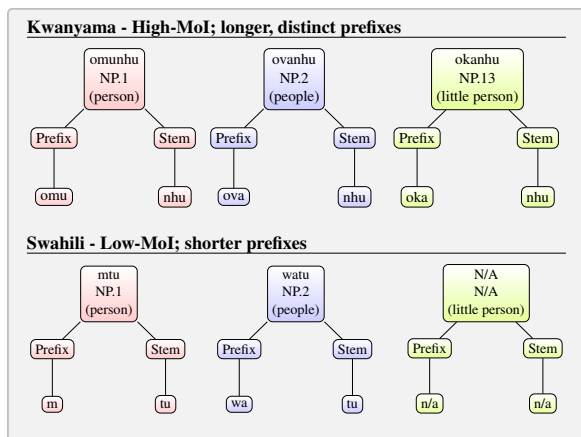 Kwanyama - High-MoI; longer, distinct prefixes
omunhu
NP.1
(person)
Prefix Stem
omu nhu
ovanhu
NP.2
(people)
Prefix Stem
ova nhu
okanhu
NP.13
(little person)
Prefix Stem
oka nhu
Swahili - Low-MoI; shorter prefixes
mtu
NP.1
(person)
Prefix Stem
m tu
watu
NP.2
(people)
Prefix Stem
wa tu
N/A
N/A
(little person)
Prefix Stem
n/a n/a